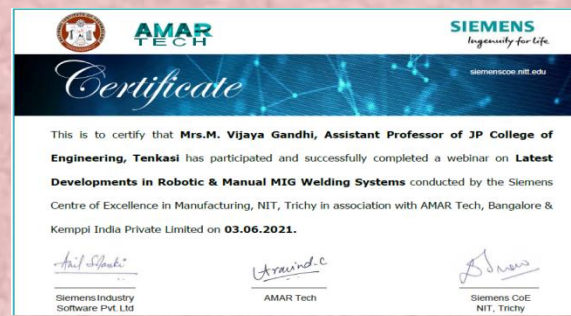 AMAR
TECH
SIEMENS
Ingenuity for life
siemenscoe.nitt.edu
Certificate
This is to certify that Mrs.M. Vijaya Gandhi, Assistant Professor of JP College of
Engineering, Tenkasi has participated and successfully completed a webinar on Latest
Developments in Robotic & Manual MIG Welding Systems conducted by the Siemens
Centre of Excellence in Manufacturing, NIT, Trichy in association with AMAR Tech, Bangalore &
Kemppi India Private Limited on 03.06.2021.
Aravind.c
Siemens Industry
Software Pvt. Ltd
AMAR Tech
Siemens CoE
NIT, Trichy